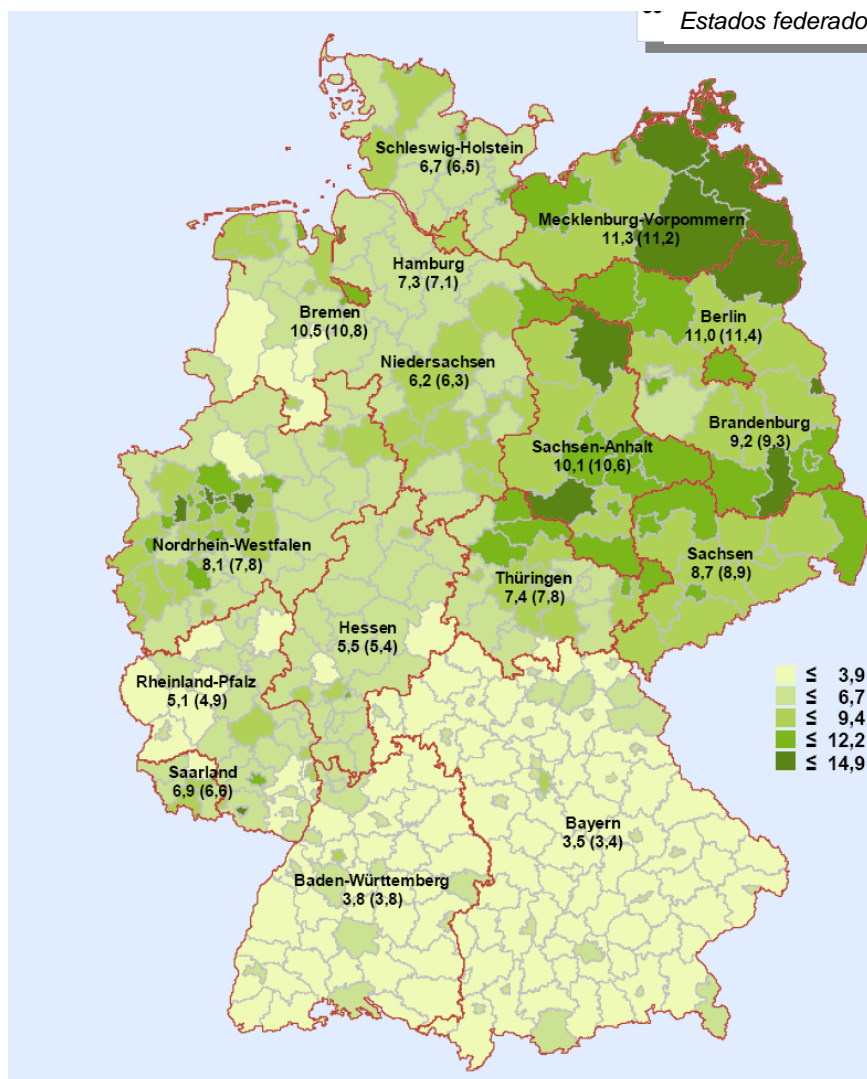 Estados federado
Schleswig-Holstein
6,7 (6,5)
Mecklenburg-Vorpommern
11,3 (11,2)
Hamburg
7,3 (7,1)
Bremen
10,5 (10,8)
Berlin
11,0 (11,4)
Niedersachsen
6,2 (6,3)
Brandenburg
9,2 (9,3)
Sachsen-Anhalt
10,1 (10,6)
Nordrhein-Westfalen
8,1 (7,8)
Sachsen
8,7 (8,9)
Thüringen
7,4 (7,8)
Hessen
5,5 (5,4)
Rheinland-Pfalz
5,1 (4,9)
≤ 3,9
≤ 6,7
≤ 9,4
≤ 12,2
≤ 14,9
Saarland
6,9 (6,6)
Bayern
3,5 (3,4)
Baden-Württemberg
3,8 (3,8)